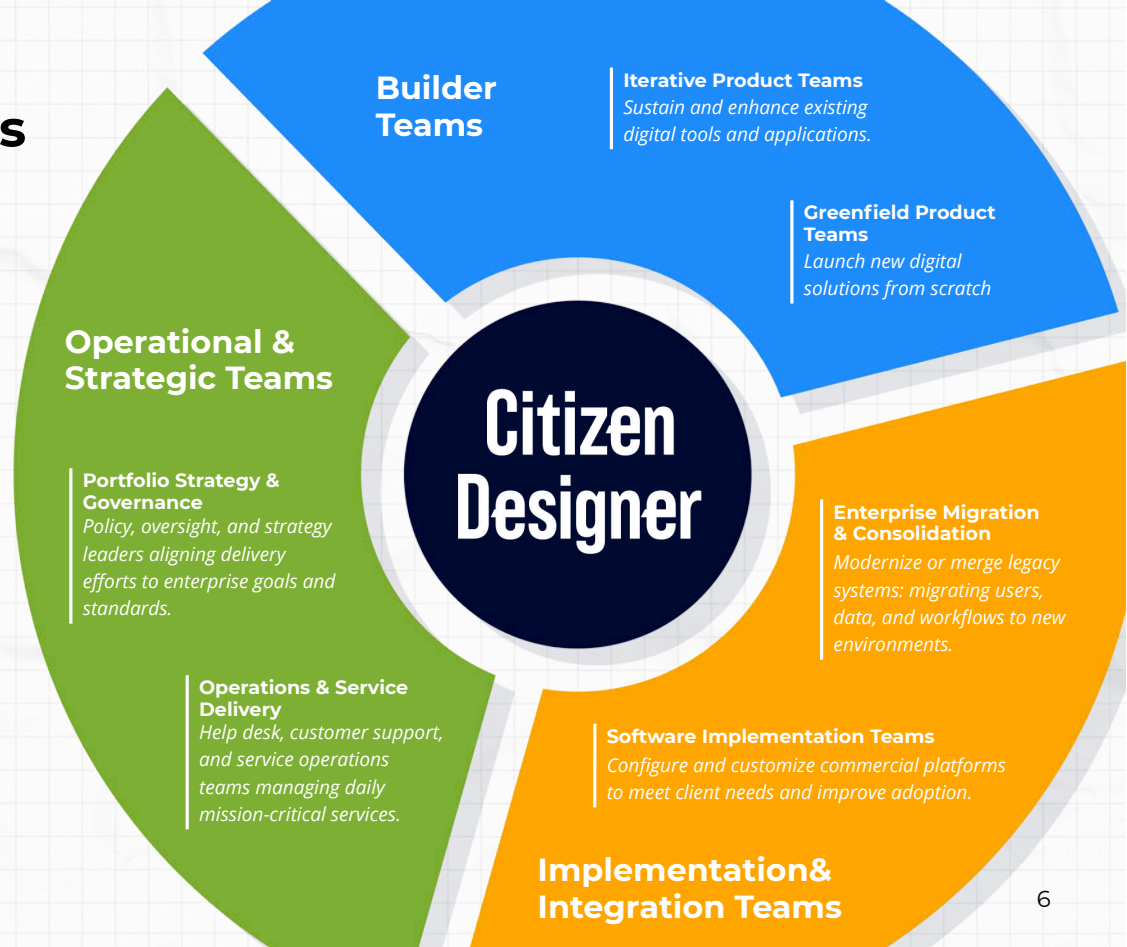 s
Builder
Teams
Iterative Product Teams
Sustain and enhance existing
digital tools and applications.
Greenfield Product
Teams
Launch new digital
solutions from scratch
Operational &
Strategic Teams
Portfolio Strategy &
Governance
Policy, oversight, and strategy
leaders aligning delivery
efforts to enterprise goals and
standards.
Operations & Service
Delivery
Help desk, customer support,
and service operations
teams managing daily
mission-critical services.
Citizen
Designer
Enterprise Migration
& Consolidation
Modernize or merge legacy
systems: migrating users,
data, and workflows to new
environments.
Software Implementation Teams
Configure and customize commercial platforms
to meet client needs and improve adoption.
Implementation&
Integration Teams
6